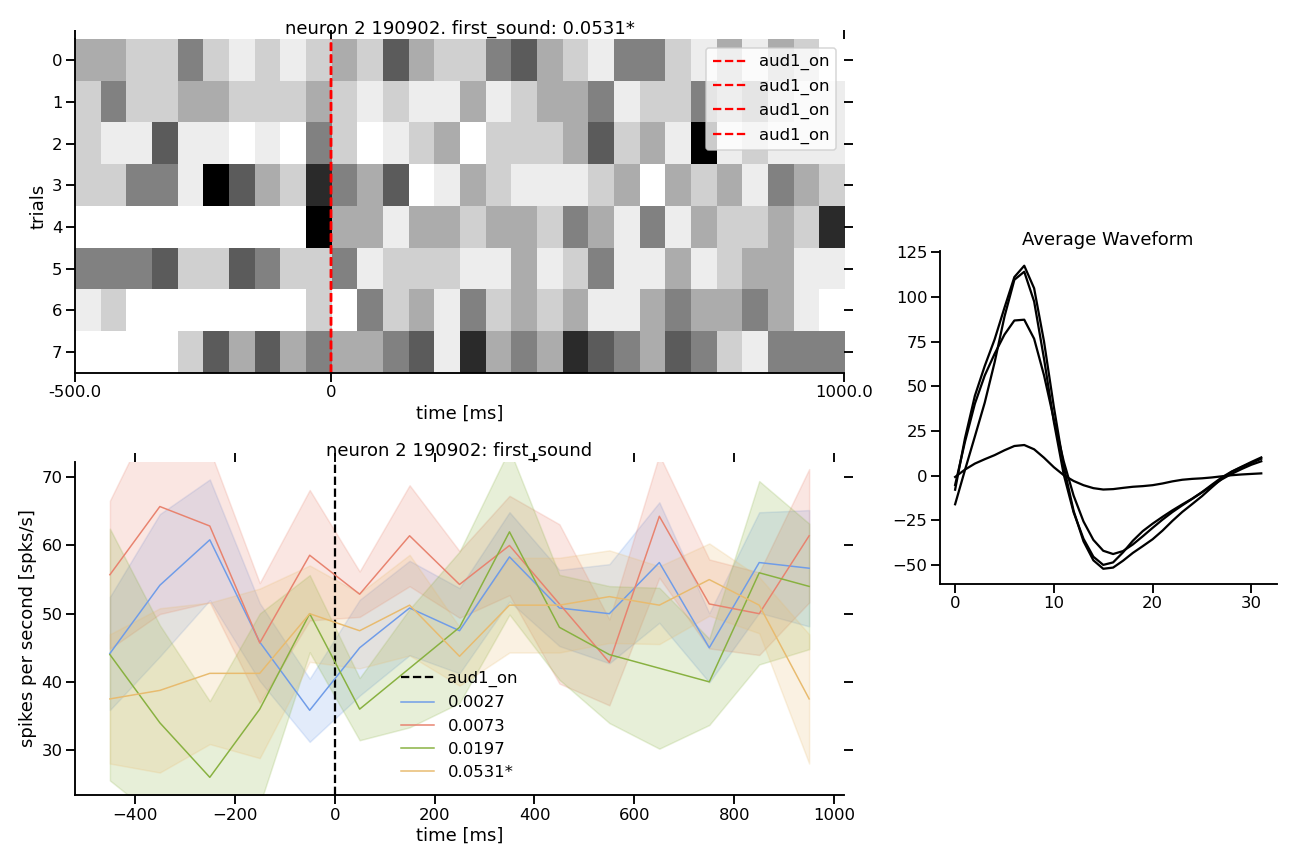 neuron 2 190902. first_sound: 0.0531*
trials
0
1
2
3
4
5
6
7
aud1_on
aud1_on
aud1_on
aud1_on
-500.0 0 1000.0
time [ms]
neuron 2 190902: first_sound
spikes per second [spks/s]
70
60
50
40
30
aud1_on
0.0027
0.0073
0.0197
0.0531*
−400 −200 0 200 400 600 800 1000
time [ms]
Average Waveform
125
100
75
50
25
0
−25
−50
0 10 20 30